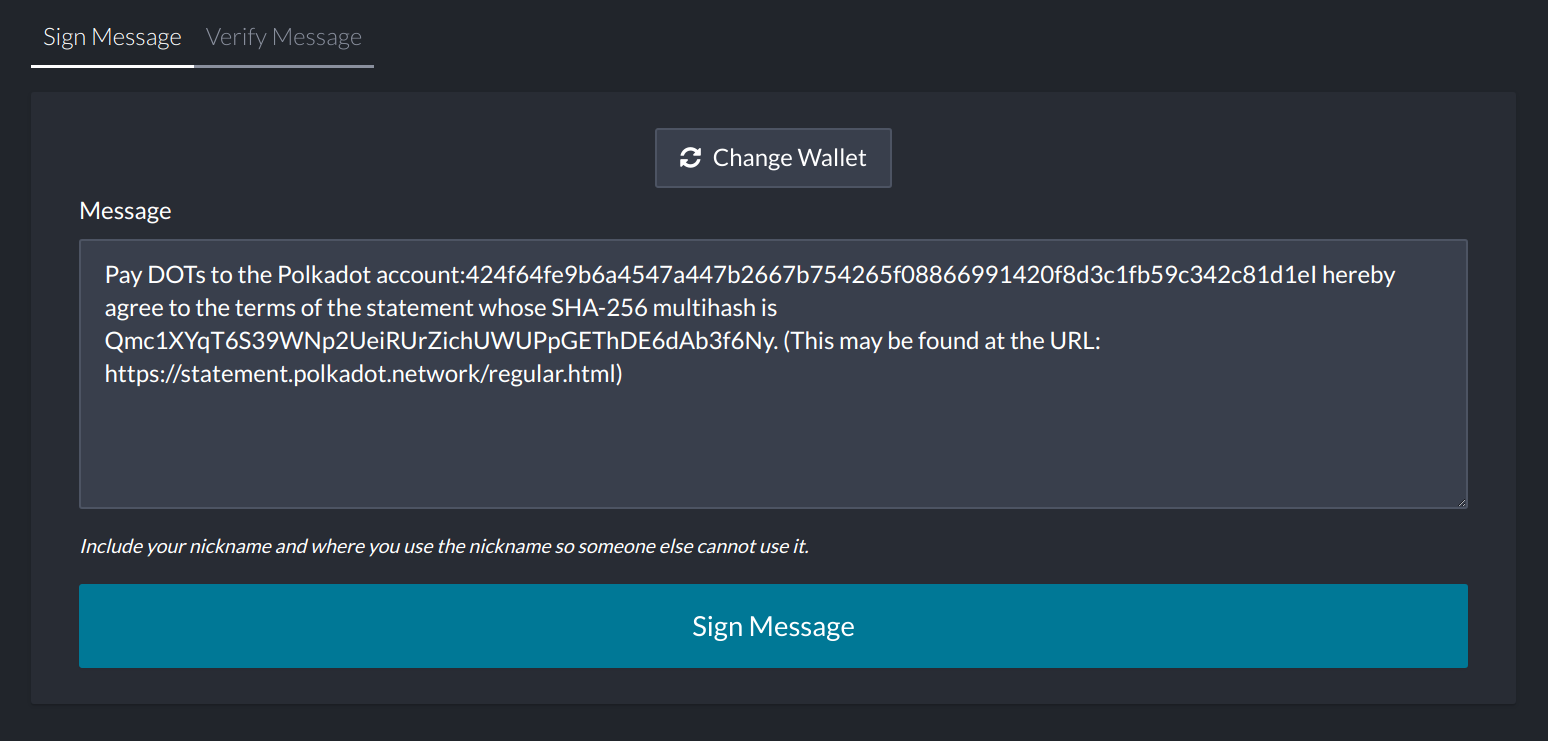 Sign Message
Verify Message
Change Wallet
Message
Pay DOTs to the Polkadot account:424f64fe9b6a4547a447b2667b754265f08866991420f8d3c1fb59c342c81d1eI hereby
agree to the terms of the statement whose SHA-256 multihash is
Qmc1XYqT6S39WNp2UeiRUrZichUWUPpGEThDE6dAb3f6Ny. (This may be found at the URL:
https://statement.polkadot.network/regular.html)
Include your nickname and where you use the nickname so someone else cannot use it.
Sign Message